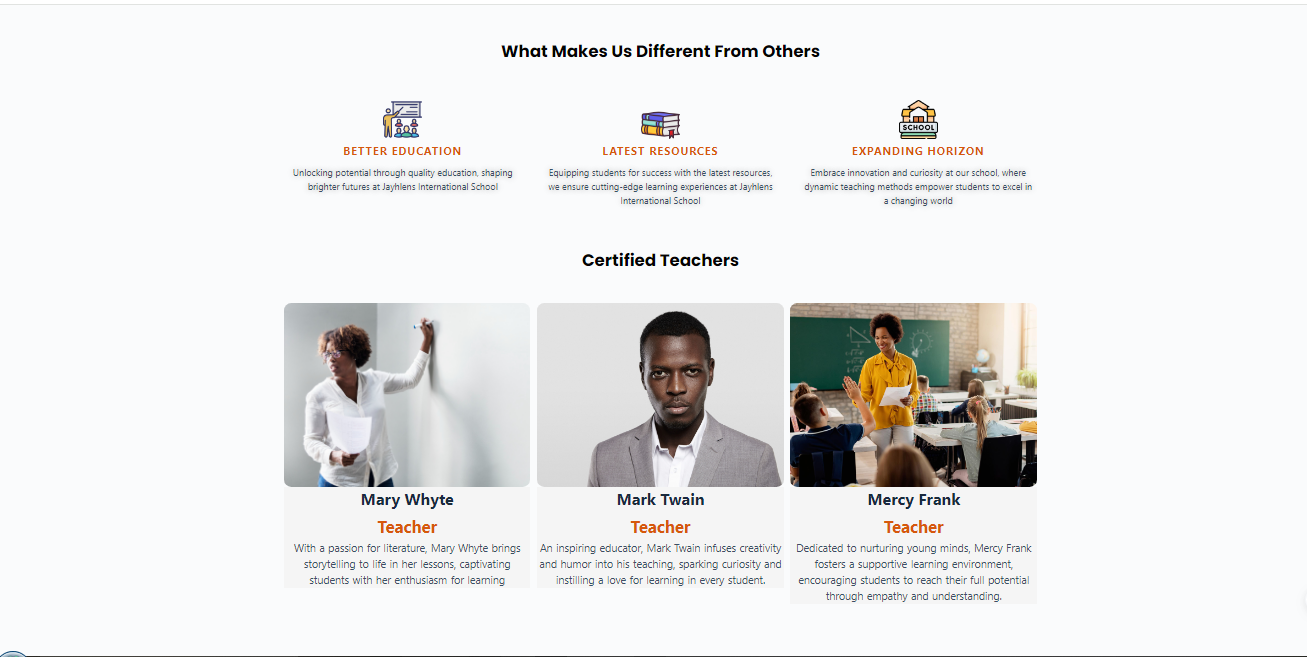 What Makes Us Different From Others
SCHOOL
BETTER EDUCATION
LATEST RESOURCES
EXPANDING HORIZON
Unlocking potential through quality education, shaping
brighter futures at Jayhlens International School
Equipping students for success with the latest resources,
we ensure cutting-edge learning experiences at Jayhlens
International School
Embrace innovation and curiosity at our school, where
dynamic teaching methods empower students to excel in
a changing world
Certified Teachers
Mary Whyte
Teacher
With a passion for literature, Mary Whyte brings
storytelling to life in her lessons, captivating
students with her enthusiasm for learning
Mark Twain
Teacher
An inspiring educator, Mark Twain infuses creativity
and humor into his teaching, sparking curiosity and
instilling a love for learning in every student.
Mercy Frank
Teacher
Dedicated to nurturing young minds, Mercy Frank
fosters a supportive learning environment,
encouraging students to reach their full potential
through empathy and understanding.